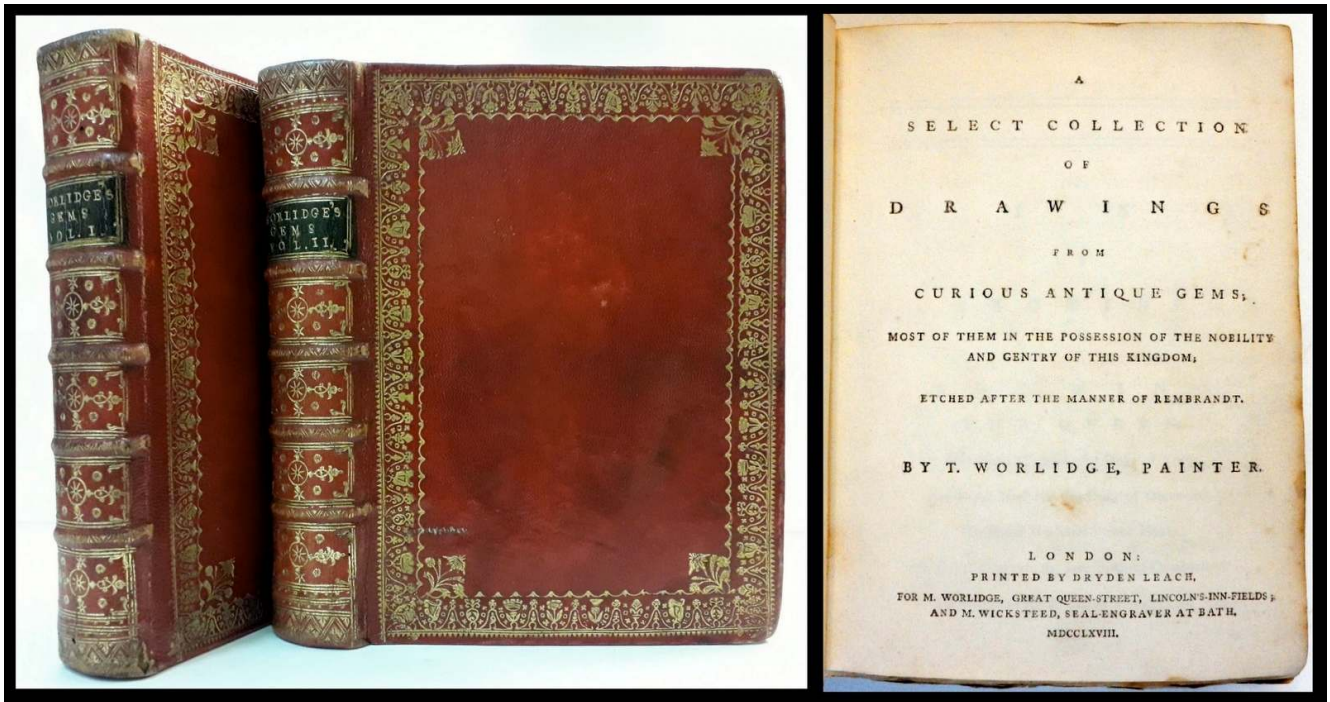 ORLIDGE'S
GEMS
VOL. I.
ORLIDGE'S
GEMS
VOL. II.
A
SELECT COLLECTION
OF
DRAWINGS
FROM
CURIOUS ANTIQUE GEMS;
MOST OF THEM IN THE POSSESSION OF THE NOBILITY
AND GENTRY OF THIS KINGDOM;
ETCHED AFTER THE MANNER OF REMBRANDT.
BY T. WORLIDGE, PAINTER.
LONDON:
PRINTED BY DRYDEN LEACH,
FOR M. WORLIDGE, GREAT QUEEN-STREET, LINCOLN'S-INN-FIELDS;
AND M. WICKSTEED, SEAL-ENGRAVER AT BATH.
MDCCLXVIII.